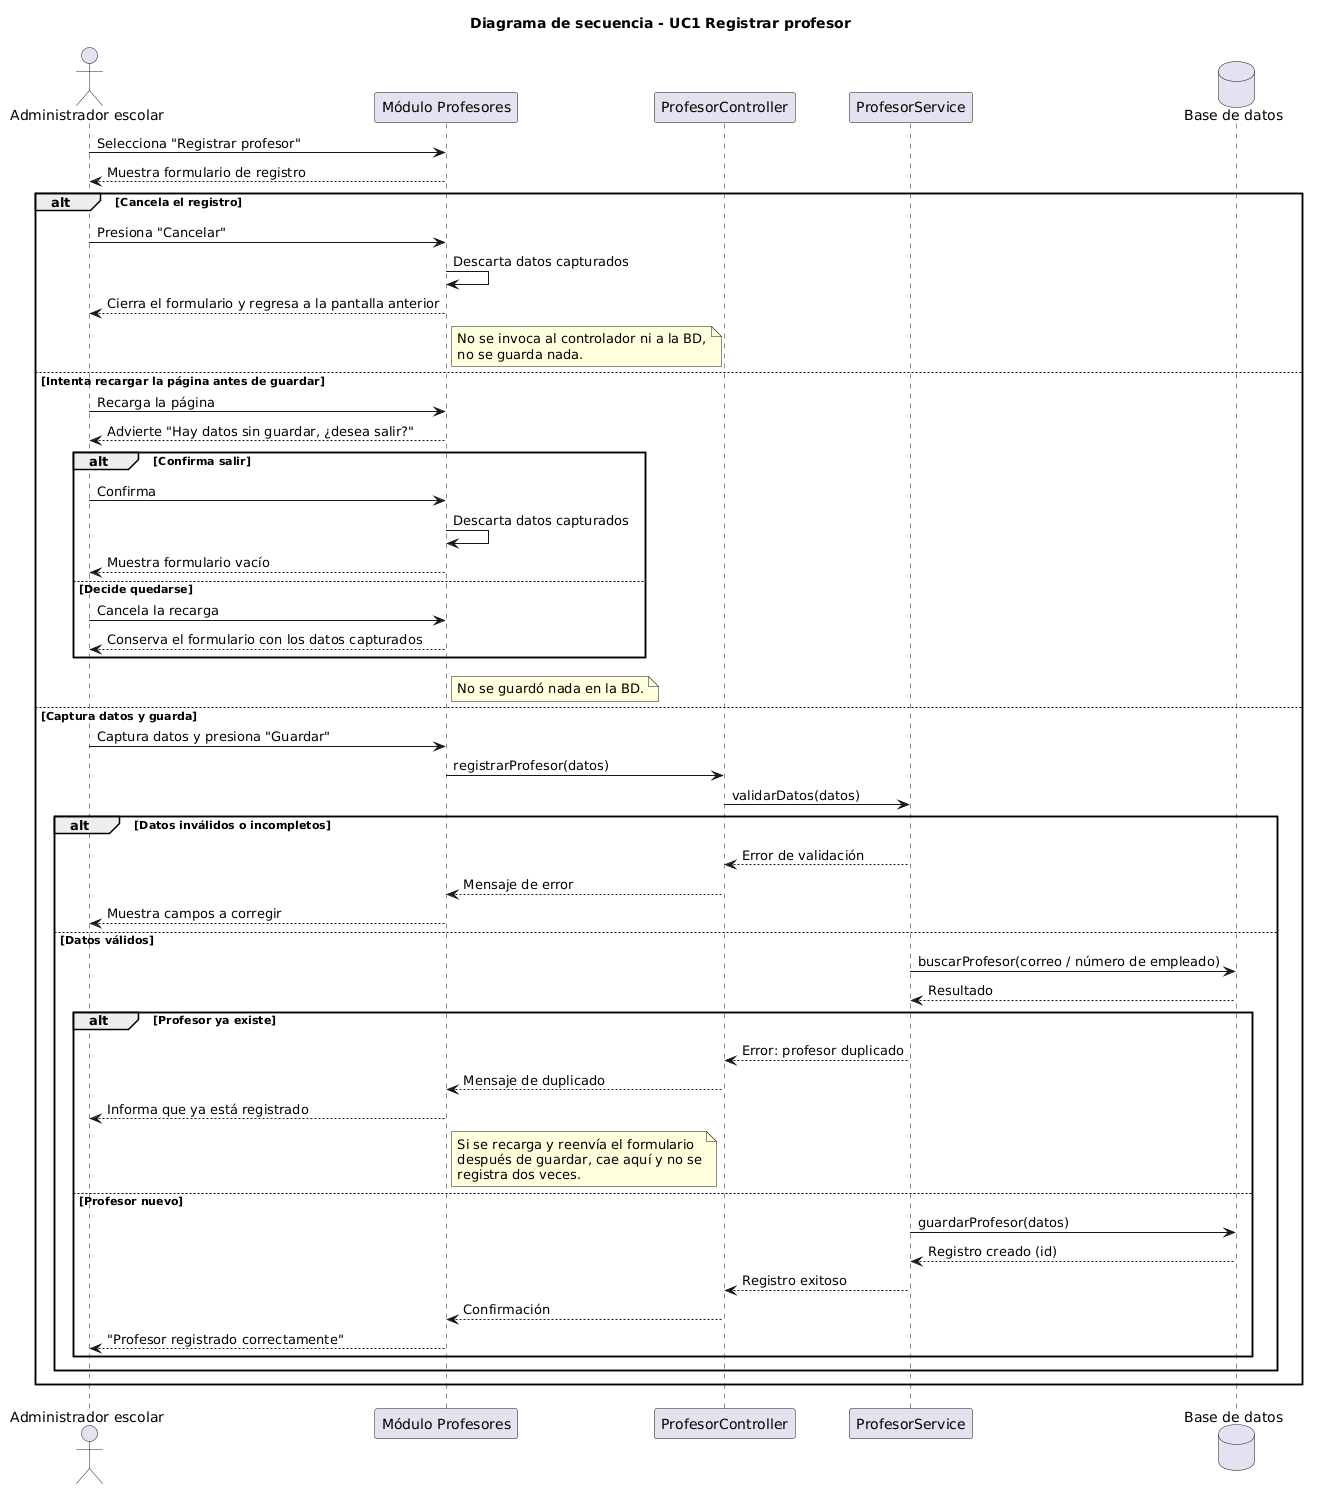 Diagrama de secuencia - UC1 Registrar profesor
Administrador escolar
Módulo Profesores
ProfesorController
ProfesorService
Base de datos
Selecciona "Registrar profesor"
Muestra formulario de registro
alt
[Cancela el registro]
Presiona "Cancelar"
Descarta datos capturados
Cierra el formulario y regresa a la pantalla anterior
No se invoca al controlador ni a la BD,
no se guarda nada.
[Intenta recargar la página antes de guardar]
Recarga la página
Advierte "Hay datos sin guardar, ¿desea salir?"
alt
[Confirma salir]
Confirma
Descarta datos capturados
Muestra formulario vacío
[Decide quedarse]
Cancela la recarga
Conserva el formulario con los datos capturados
No se guardó nada en la BD.
[Captura datos y guarda]
Captura datos y presiona "Guardar"
registrarProfesor(datos)
validarDatos(datos)
alt
[Datos inválidos o incompletos]
Error de validación
Mensaje de error
Muestra campos a corregir
[Datos válidos]
buscarProfesor(correo / número de empleado)
Resultado
alt
[Profesor ya existe]
Error: profesor duplicado
Mensaje de duplicado
Informa que ya está registrado
Si se recarga y reenvía el formulario
después de guardar, cae aquí y no se
registra dos veces.
[Profesor nuevo]
guardarProfesor(datos)
Registro creado (id)
Registro exitoso
Confirmación
"Profesor registrado correctamente"
Administrador escolar
Módulo Profesores
ProfesorController
ProfesorService
Base de datos